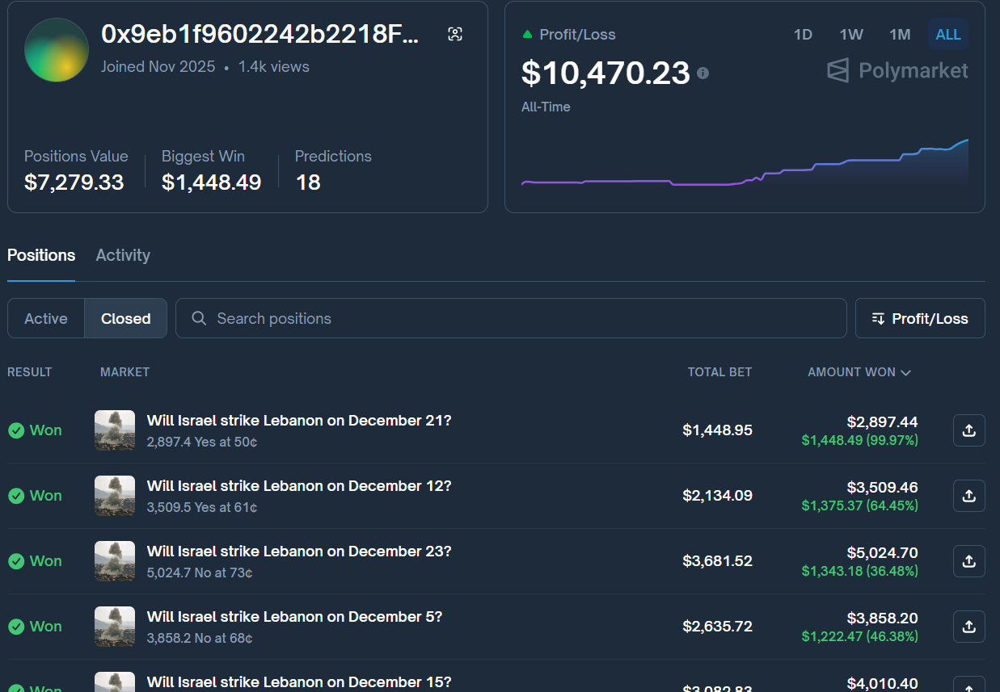 0x9eb1f9602242b2218F...
Joined Nov 2025 • 1.4k views
Positions Value
$7,279.33
Biggest Win
$1,448.49
Predictions
18
Profit/Loss
1D 1W 1M ALL
$10,470.23
Polymarket
All-Time
Positions Activity
Active Closed Search positions Profit/Loss
RESULT MARKET TOTAL BET AMOUNT WON
Won
Will Israel strike Lebanon on December 21?
2,897.4 Yes at 50¢
$1,448.95
$2,897.44
$1,448.49 (99.97%)
Won
Will Israel strike Lebanon on December 12?
3,509.5 Yes at 61¢
$2,134.09
$3,509.46
$1,375.37 (64.45%)
Won
Will Israel strike Lebanon on December 23?
5,024.7 No at 73¢
$3,681.52
$5,024.70
$1,343.18 (36.48%)
Won
Will Israel strike Lebanon on December 5?
3,858.2 No at 68¢
$2,635.72
$3,858.20
$1,222.47 (46.38%)
Won
Will Israel strike Lebanon on December 15?
$3,082.83
$4,010.40